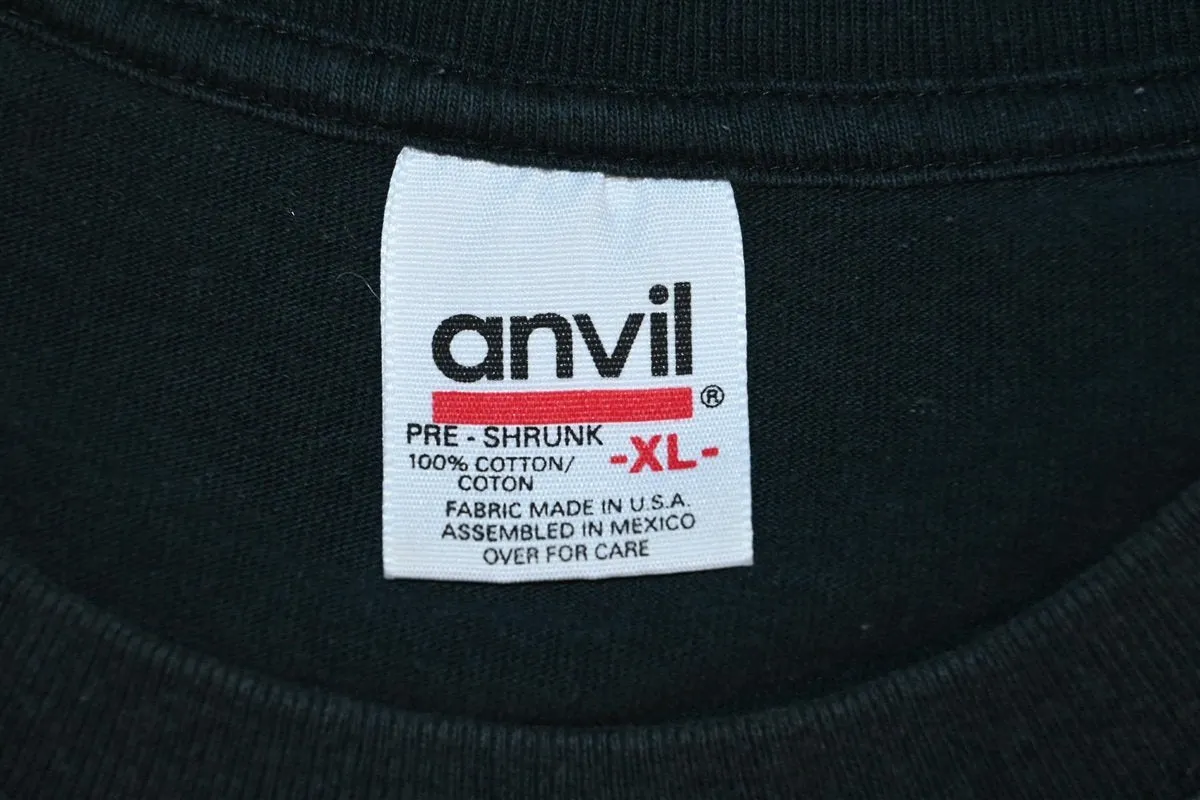 anvil
®
PRE - SHRUNK
-XL-
100% COTTON/
COTON
FABRIC MADE IN U.S.A.
ASSEMBLED IN MEXICO
OVER FOR CARE